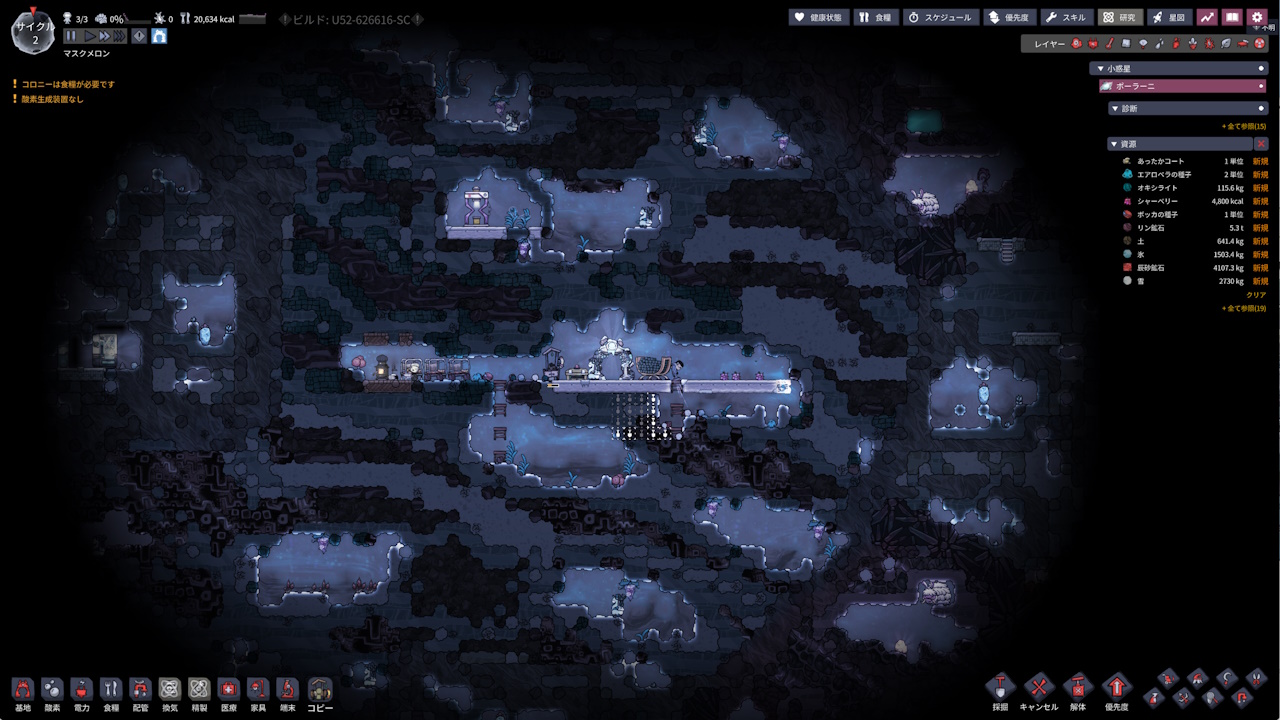 サイクル
2
3/3
0%
0
20,634 kcal
ビルド: U52-626616-SC
マスクメロン
コロニーは食糧が必要です
酸素生成装置なし
健康状態
食糧
スケジュール
優先度
スキル
研究
星図
不明
レイヤー
小惑星
ポーラーニ
診断
+ 全て参照(15)
資源
あったかコート 1 単位 新規
エアロペラの種子 2 単位 新規
オキシライト 115.6 kg 新規
シャーベリー 4,800 kcal 新規
ポッカの種子 1 単位 新規
リン鉱石 5.3 t 新規
土 641.4 kg 新規
氷 1503.4 kg 新規
辰砂鉱石 4107.3 kg 新規
雪 2730 kg 新規
クリア
+ 全て参照(19)
基地
酸素
電力
食糧
配管
換気
精製
医療
家具
端末
コピー
採掘
キャンセル
解体
優先度